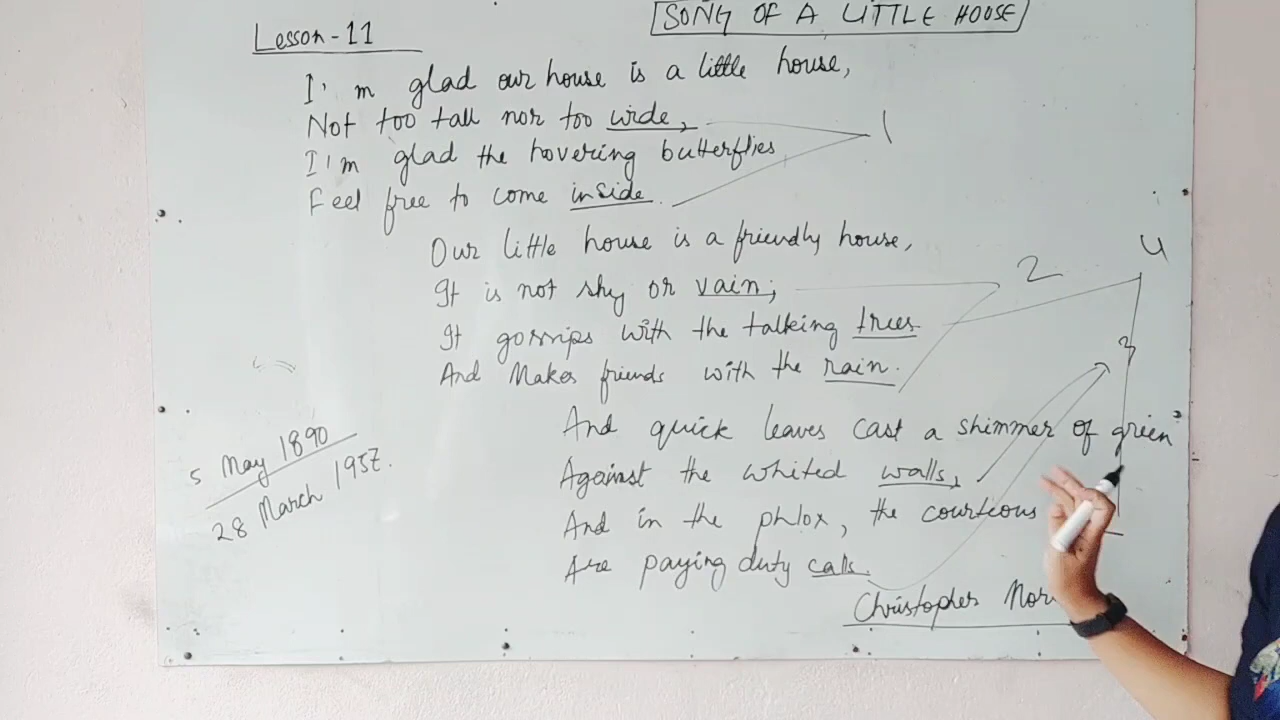 Lesson-11
SONG OF A LITTLE HOUSE
I'm glad our house is a little house,
Not too tall nor too wide,
I'm glad the hovering butterflies
Feel free to come inside.
1
Our little house is a friendly house,
It is not shy or vain;
It gossips with the talking trees
And Makes friends with the rain.
2
4
3
And quick leaves cast a shimmer of green
Against the whited walls,
And in the phlox, the courtious
Are paying duty calls.
Christopher Mor
5 May 1890
28 March 1957.